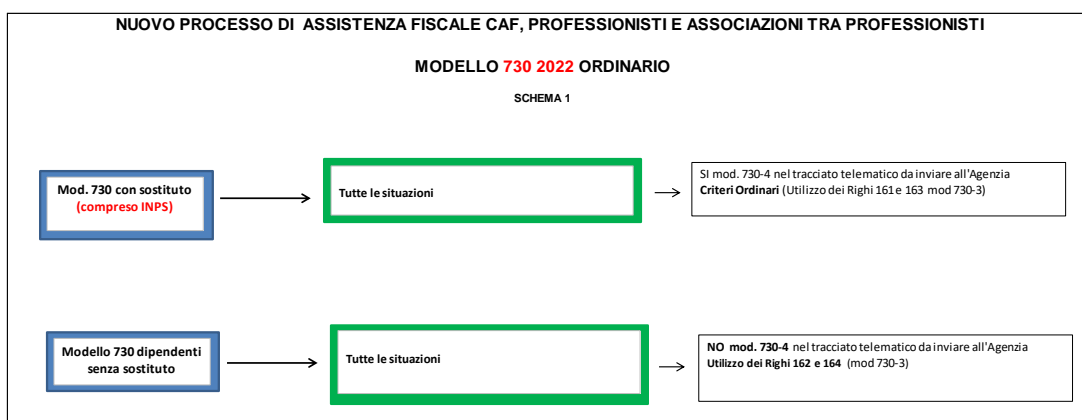 NUOVO PROCESSO DI ASSISTENZA FISCALE CAF, PROFESSIONISTI E ASSOCIAZIONI TRA PROFESSIONISTI
MODELLO 730 2022 ORDINARIO
SCHEMA 1
Mod. 730 con sostituto
(compreso INPS)
Tutte le situazioni
SI mod. 730-4 nel tracciato telematico da inviare all'Agenzia
Criteri Ordinari (Utilizzo dei Righi 161 e 163 mod 730-3)
Modello 730 dipendenti
senza sostituto
Tutte le situazioni
NO mod. 730-4 nel tracciato telematico da inviare all'Agenzia
Utilizzo dei Righi 162 e 164 (mod 730-3)